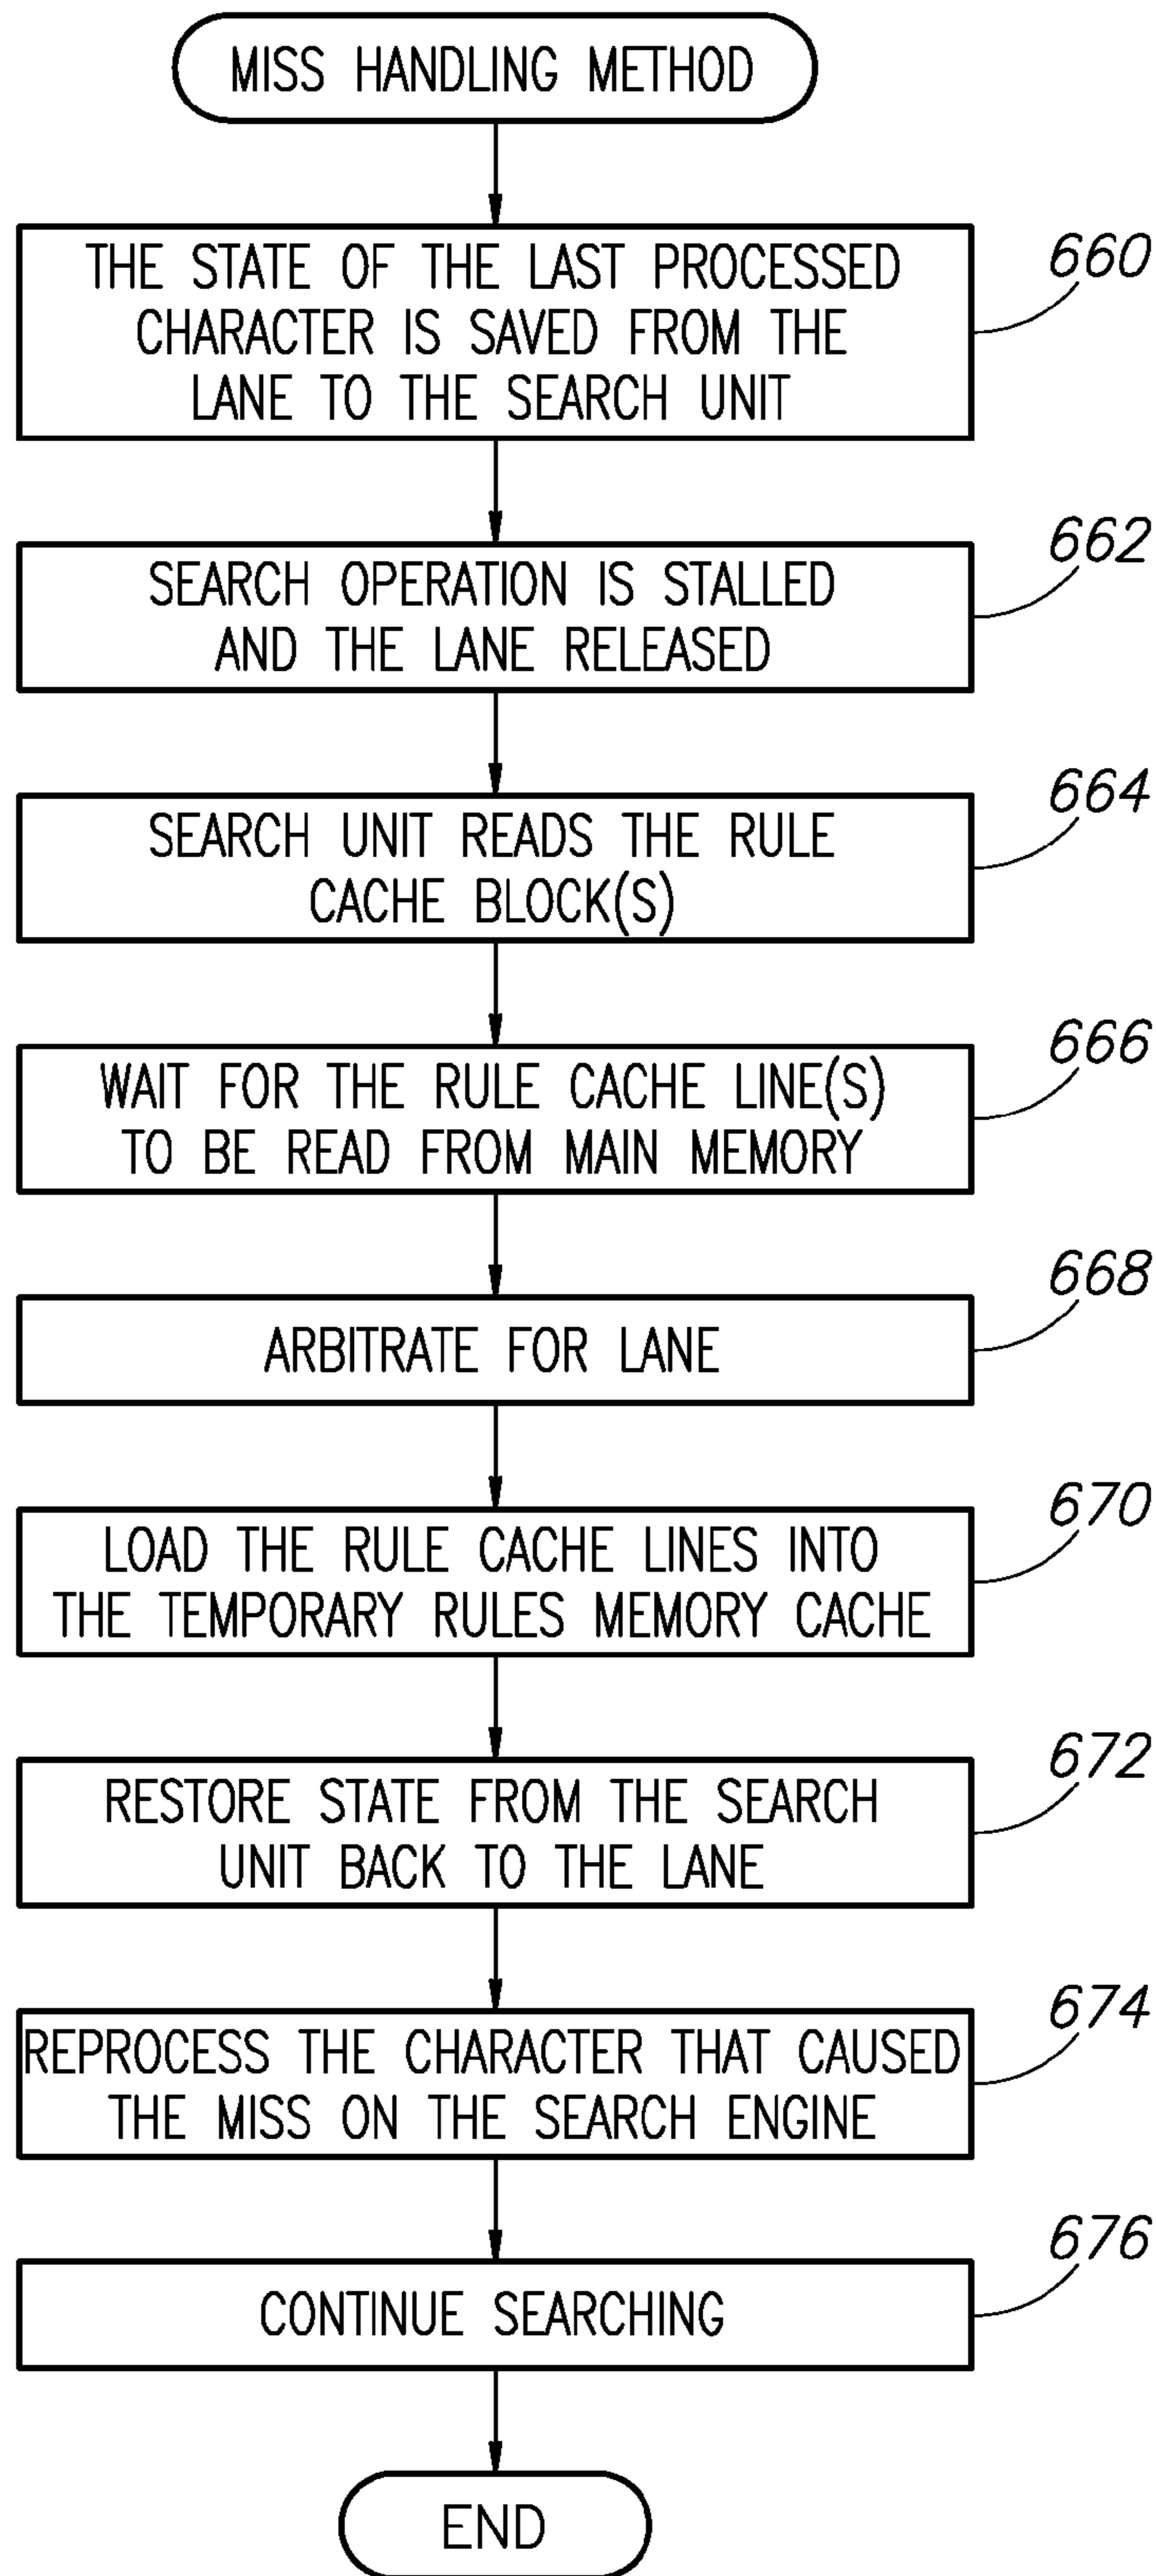 MISS HANDLING METHOD
THE STATE OF THE LAST PROCESSED
CHARACTER IS SAVED FROM THE
LANE TO THE SEARCH UNIT
660
SEARCH OPERATION IS STALLED
AND THE LANE RELEASED
662
SEARCH UNIT READS THE RULE
CACHE BLOCK(S)
664
WAIT FOR THE RULE CACHE LINE(S)
TO BE READ FROM MAIN MEMORY
666
ARBITRATE FOR LANE
668
LOAD THE RULE CACHE LINES INTO
THE TEMPORARY RULES MEMORY CACHE
670
RESTORE STATE FROM THE SEARCH
UNIT BACK TO THE LANE
672
REPROCESS THE CHARACTER THAT CAUSED
THE MISS ON THE SEARCH ENGINE
674
CONTINUE SEARCHING
676
END